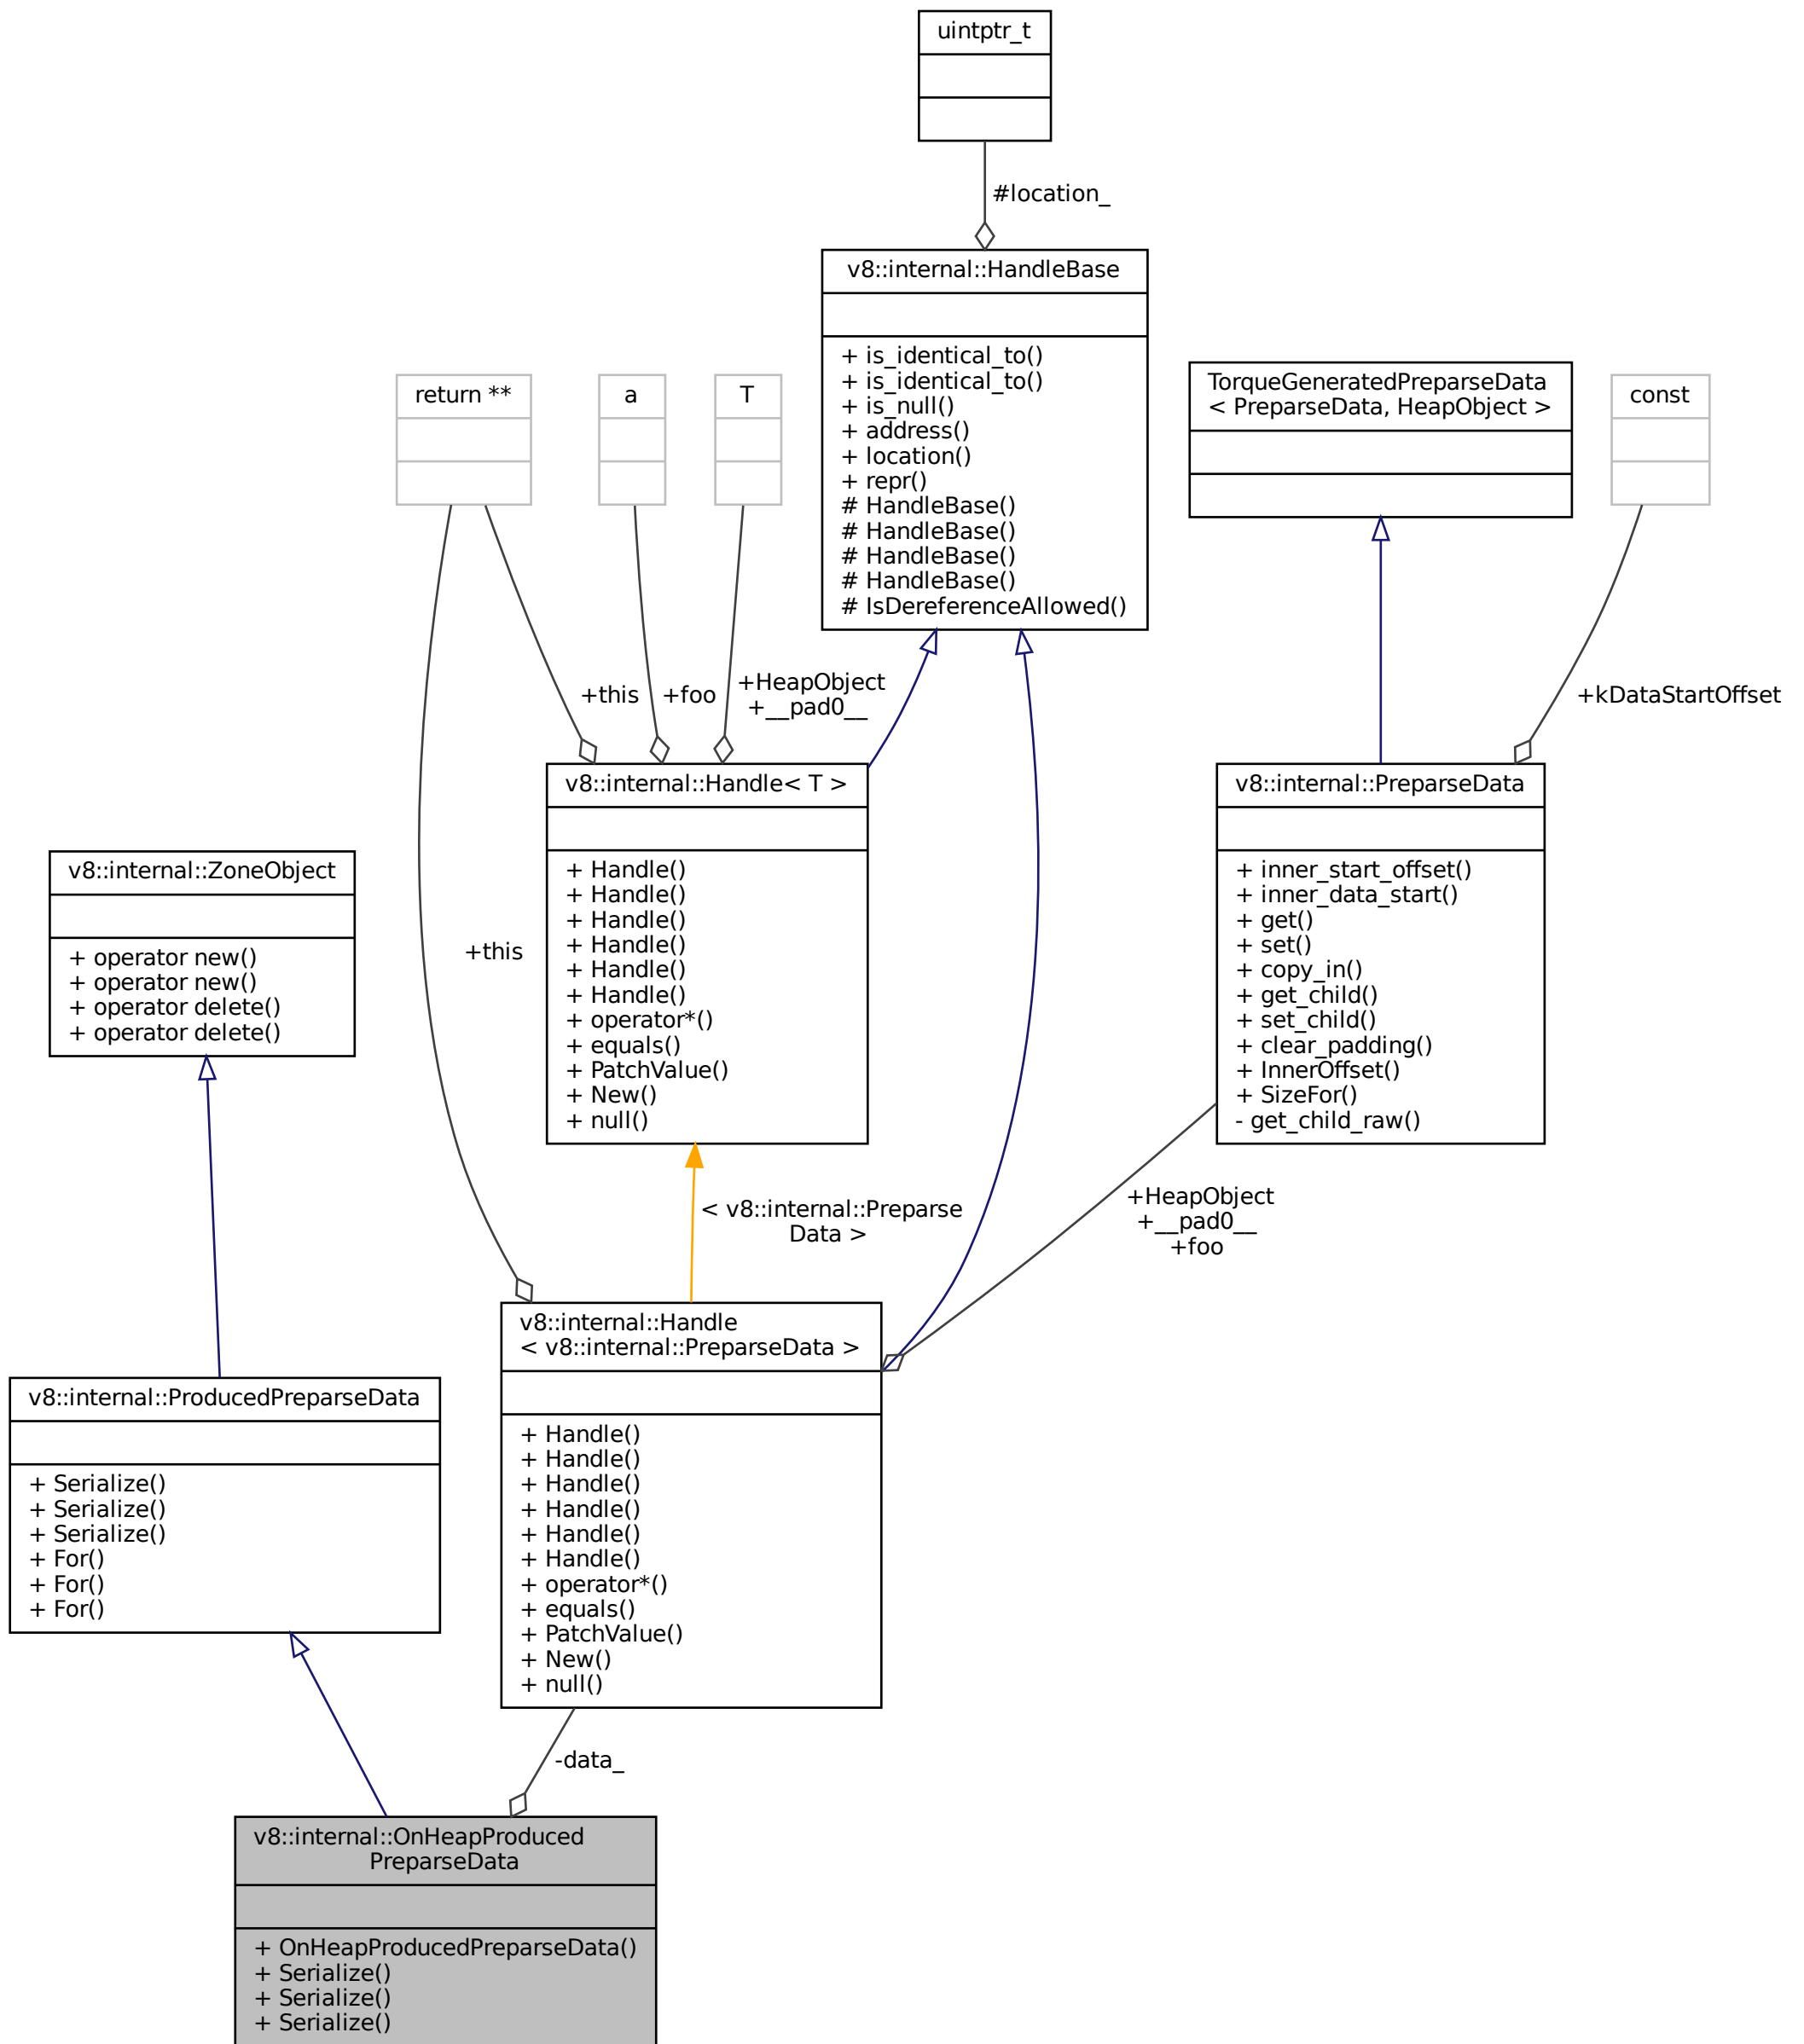 uintptr_t
#location_
v8::internal::HandleBase
+ is_identical_to()
+ is_identical_to()
+ is_null()
+ address()
+ location()
+ repr()
# HandleBase()
# HandleBase()
# HandleBase()
# HandleBase()
# IsDereferenceAllowed()
return **
a
T
TorqueGeneratedPreparseData
< PreparseData, HeapObject >
const
+this
+foo
+HeapObject
+__pad0__
+kDataStartOffset
v8::internal::Handle< T >
+ Handle()
+ Handle()
+ Handle()
+ Handle()
+ Handle()
+ Handle()
+ operator*()
+ equals()
+ PatchValue()
+ New()
+ null()
v8::internal::PreparseData
+ inner_start_offset()
+ inner_data_start()
+ get()
+ set()
+ copy_in()
+ get_child()
+ set_child()
+ clear_padding()
+ InnerOffset()
+ SizeFor()
- get_child_raw()
v8::internal::ZoneObject
+ operator new()
+ operator new()
+ operator delete()
+ operator delete()
+this
< v8::internal::Preparse
Data >
+HeapObject
+__pad0__
+foo
v8::internal::Handle
< v8::internal::PreparseData >
+ Handle()
+ Handle()
+ Handle()
+ Handle()
+ Handle()
+ Handle()
+ operator*()
+ equals()
+ PatchValue()
+ New()
+ null()
v8::internal::ProducedPreparseData
+ Serialize()
+ Serialize()
+ Serialize()
+ For()
+ For()
+ For()
-data_
v8::internal::OnHeapProduced
PreparseData
+ OnHeapProducedPreparseData()
+ Serialize()
+ Serialize()
+ Serialize()